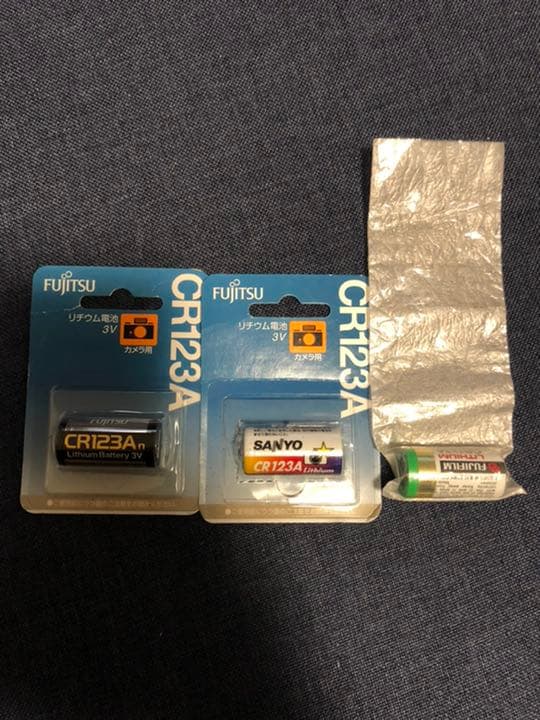 FUJITSU
リチウム電池
3V
カメラ用
CR123A
FUJITSU
CR123A n
Lithium Battery 3V
FUJITSU
リチウム電池
3V
カメラ用
CR123A
SANYO
CR123A
Lithium
FUJIFILM
LITHIUM